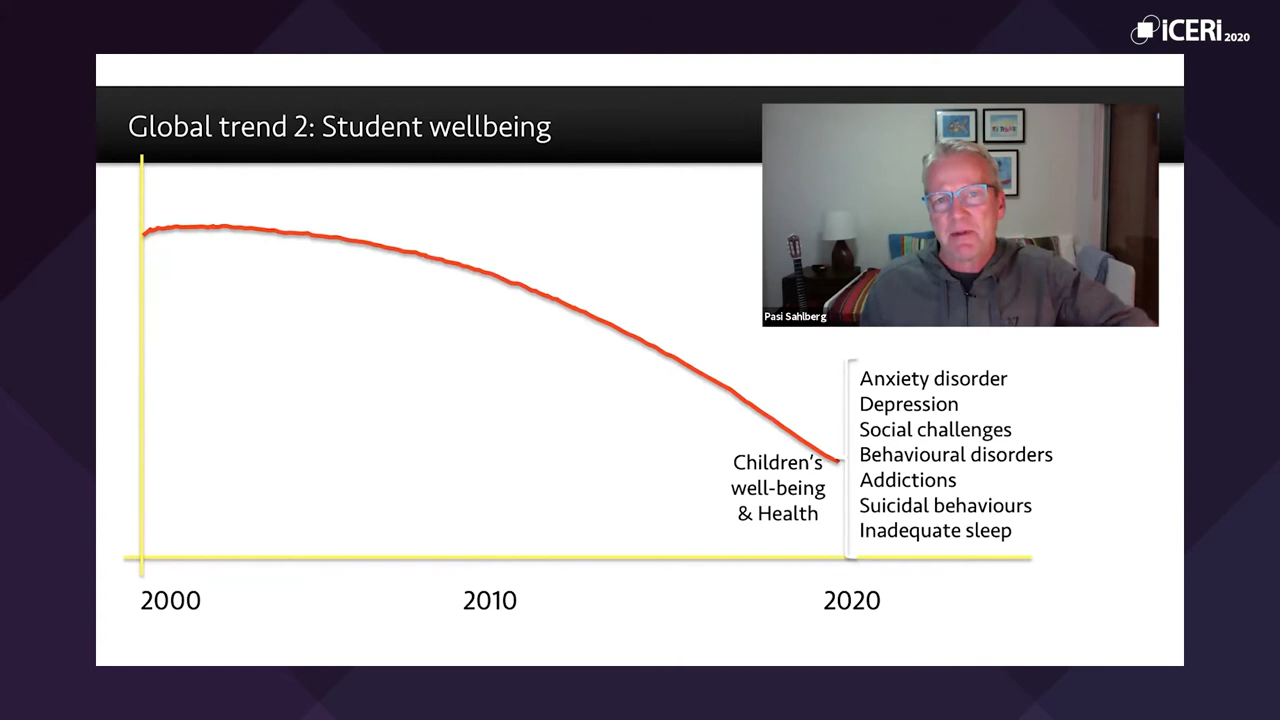 iCERi 2020
Global trend 2: Student wellbeing
Pasi Sahlberg
Anxiety disorder
Depression
Social challenges
Behavioural disorders
Addictions
Suicidal behaviours
Inadequate sleep
Children's
well-being
& Health
2000 2010 2020